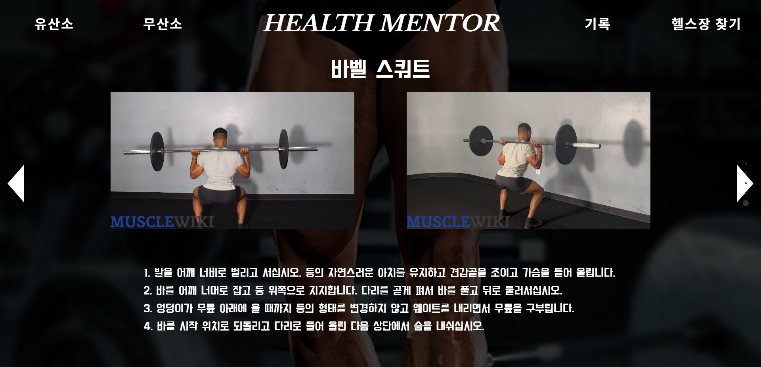 유산소
무산소
HEALTH MENTOR
기록
헬스장 찾기
바벨 스쿼트
MUSCLEWIKI
MUSCLEWIKI
1. 발을 어깨 너비로 벌리고 서십시오. 등의 자연스러운 아치를 유지하고 견갑골을 조이고 가슴을 들어 올립니다.
2. 바를 어깨 너머로 잡고 등 위쪽으로 지지합니다. 다리를 곧게 펴서 바를 풀고 뒤로 물러서십시오.
3. 엉덩이가 무릎 아래에 올 때까지 등의 형태를 변경하지 않고 웨이트를 내리면서 무릎을 구부립니다.
4. 바를 시작 위치로 되돌리고 다리로 들어 올린 다음 상단에서 숨을 내쉬십시오.